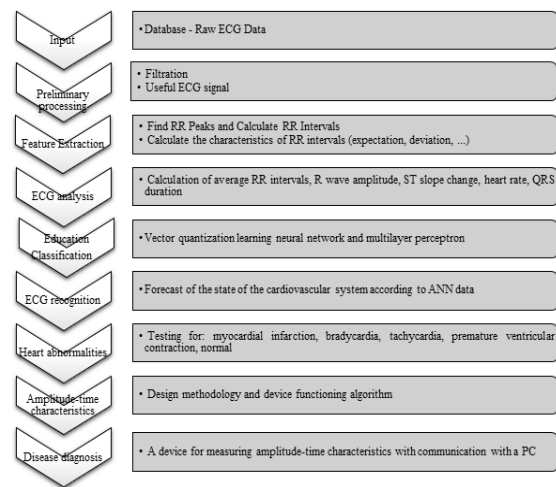 Input
• Database - Raw ECG Data
Preliminary
processing
• Filtration
• Useful ECG signal
Feature Extraction
• Find RR Peaks and Calculate RR Intervals
• Calculate the characteristics of RR intervals (expectation, deviation, ...)
ECG analysis
• Calculation of average RR intervals, R wave amplitude, ST slope change, heart rate, QRS
duration
Education
Classification
• Vector quantization learning neural network and multilayer perceptron
ECG recognition
• Forecast of the state of the cardiovascular system according to ANN data
Heart abnormalities
• Testing for: myocardial infarction, bradycardia, tachycardia, premature ventricular
contraction, normal
Amplitude-time
characteristics
• Design methodology and device functioning algorithm
Disease diagnosis
• A device for measuring amplitude-time characteristics with communication with a PC